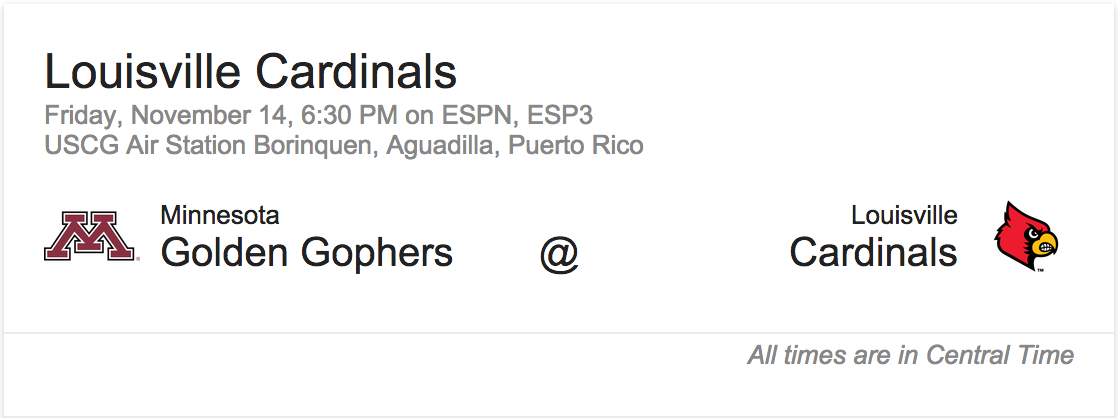 Louisville Cardinals
Friday, November 14, 6:30 PM on ESPN, ESP3
USCG Air Station Borinquen, Aguadilla, Puerto Rico
M
Minnesota
Golden Gophers
@
Louisville
Cardinals
™
All times are in Central Time